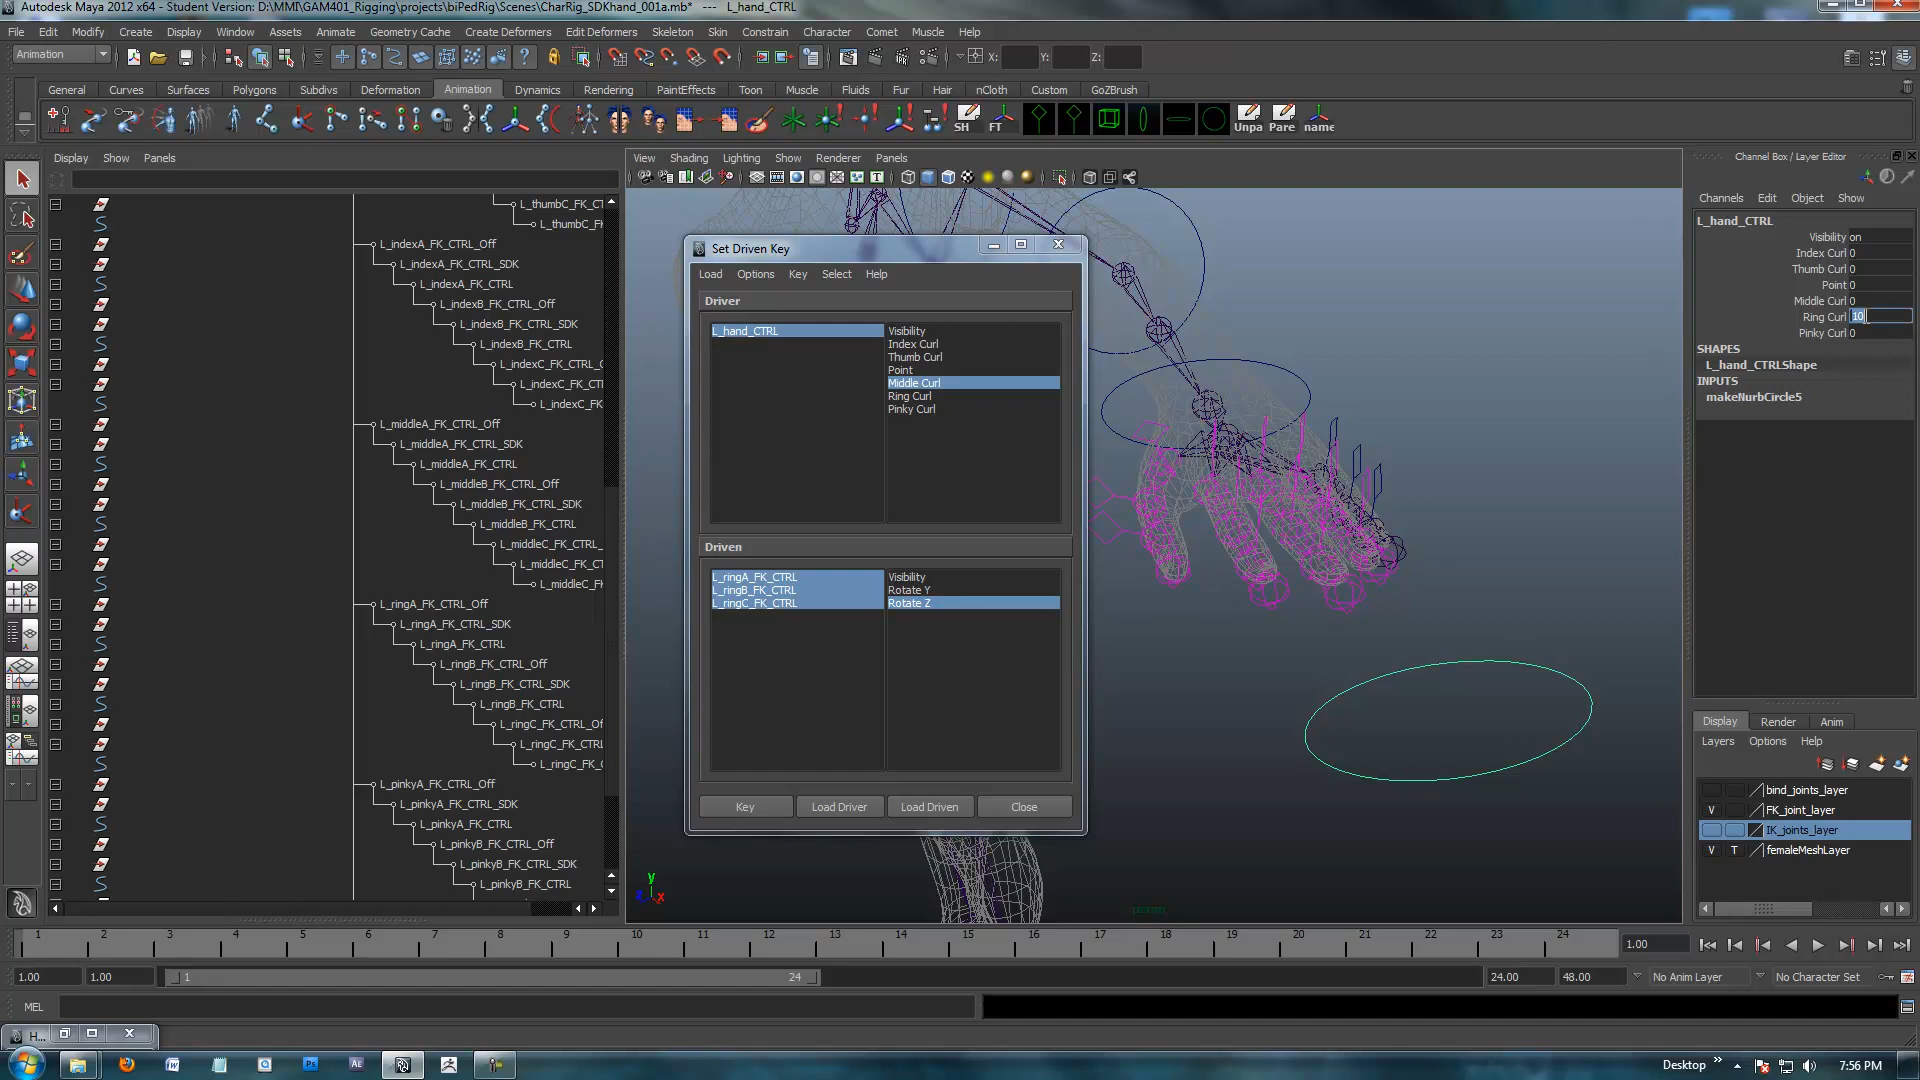 Autodesk Maya 2012 x64 - Student Version: D:\MMI\GAM401_Rigging\projects\biPedRig\Scenes\CharRig_SDKhand_001a.mb* --- L_hand_CTRL
File Edit Modify Create Display Window Assets Animate Geometry Cache Create Deformers Edit Deformers Skeleton Skin Constrain Character Comet Muscle Help
Animation X: Y: Z:
General Curves Surfaces Subdivs Polygons Deformation Animation Dynamics Rendering PaintEffects Toon Muscle Fluids Fur Hair nCloth Custom GoZBrush
SH FT Unpa Pare name
Display Show Panels
View Shading Lighting Show Renderer Panels
Channel Box / Layer Editor
Channels Edit Object Show
L_hand_CTRL
Visibility on
Index Curl 0
Thumb Curl 0
Point 0
Middle Curl 0
Ring Curl 10
Pinky Curl 0
SHAPES
L_hand_CTRLShape
INPUTS
makeNurbCircle5
L_thumbC_FK_CT
L_thumbC_F
L_indexA_FK_CTRL_Off
L_indexA_FK_CTRL_SDK
L_indexA_FK_CTRL
L_indexB_FK_CTRL_Off
L_indexB_FK_CTRL_SDK
L_indexB_FK_CTRL
L_indexC_FK_CTRL_
L_indexC_FK_CT
L_indexC_FK
L_middleA_FK_CTRL_Off
L_middleA_FK_CTRL_SDK
L_middleA_FK_CTRL
L_middleB_FK_CTRL_Off
L_middleB_FK_CTRL_SDK
L_middleB_FK_CTRL
L_middleC_FK_CTRL_
L_middleC_FK_CT
L_middleC_F
L_ringA_FK_CTRL_Off
L_ringA_FK_CTRL_SDK
L_ringA_FK_CTRL
L_ringB_FK_CTRL_Off
L_ringB_FK_CTRL_SDK
L_ringB_FK_CTRL
L_ringC_FK_CTRL_Of
L_ringC_FK_CTRL
L_ringC_FK_
L_pinkyA_FK_CTRL_Off
L_pinkyA_FK_CTRL_SDK
L_pinkyA_FK_CTRL
L_pinkyB_FK_CTRL_Off
L_pinkyB_FK_CTRL_SDK
L_pinkyB_FK_CTRL
Set Driven Key
Load Options Key Select Help
Driver
L_hand_CTRL
Visibility
Index Curl
Thumb Curl
Point
Middle Curl
Ring Curl
Pinky Curl
Driven
L_ringA_FK_CTRL
L_ringB_FK_CTRL
L_ringC_FK_CTRL
Visibility
Rotate Y
Rotate Z
Key Load Driver Load Driven Close
y
x
Display Render Anim
Layers Options Help
bind_joints_layer
V FK_joint_layer
IK_joints_layer
V T femaleMeshLayer
1 2 3 4 5 6 7 8 9 10 11 12 13 14 15 16 17 18 19 20 21 22 23 24 1.00
1.00 1.00 1 24 24.00 48.00 No Anim Layer No Character Set
MEL
H...
W Ps Ae Desktop 7:56 PM